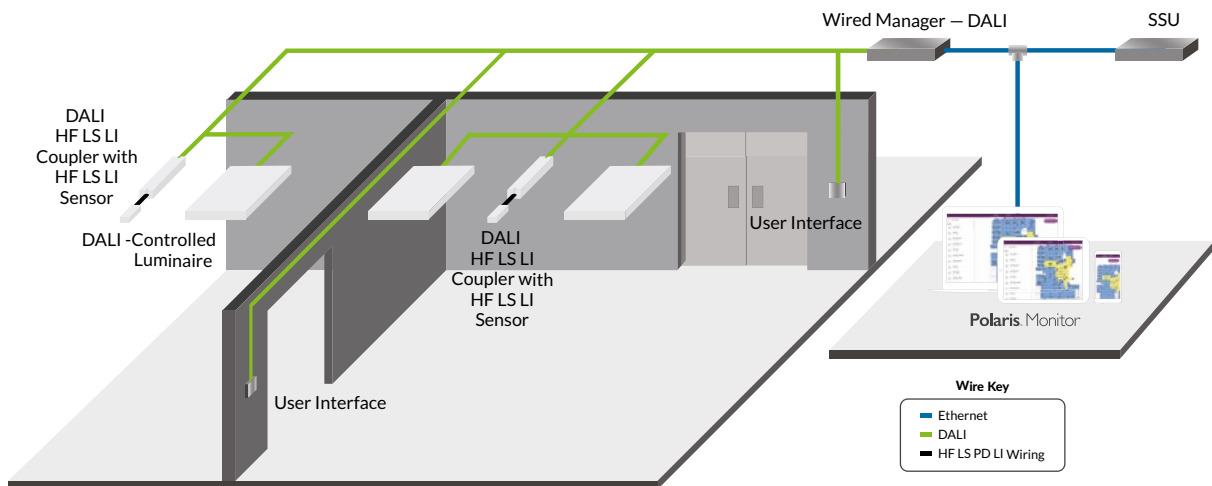 Wired Manager — DALI
SSU
DALI
HF LS LI
Coupler with
HF LS LI
Sensor
DALI -Controlled
Luminaire
DALI
HF LS LI
Coupler with
HF LS LI
Sensor
User Interface
User Interface
Polaris. Monitor
Wire Key
Ethernet
DALI
HF LS PD LI Wiring